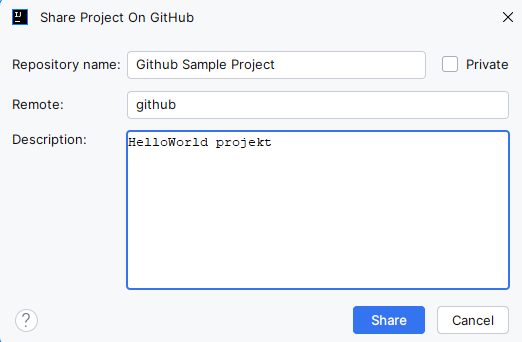 IJ Share Project On GitHub
Repository name: Github Sample Project Private
Remote: github
Description: HelloWorld projekt
? Share Cancel